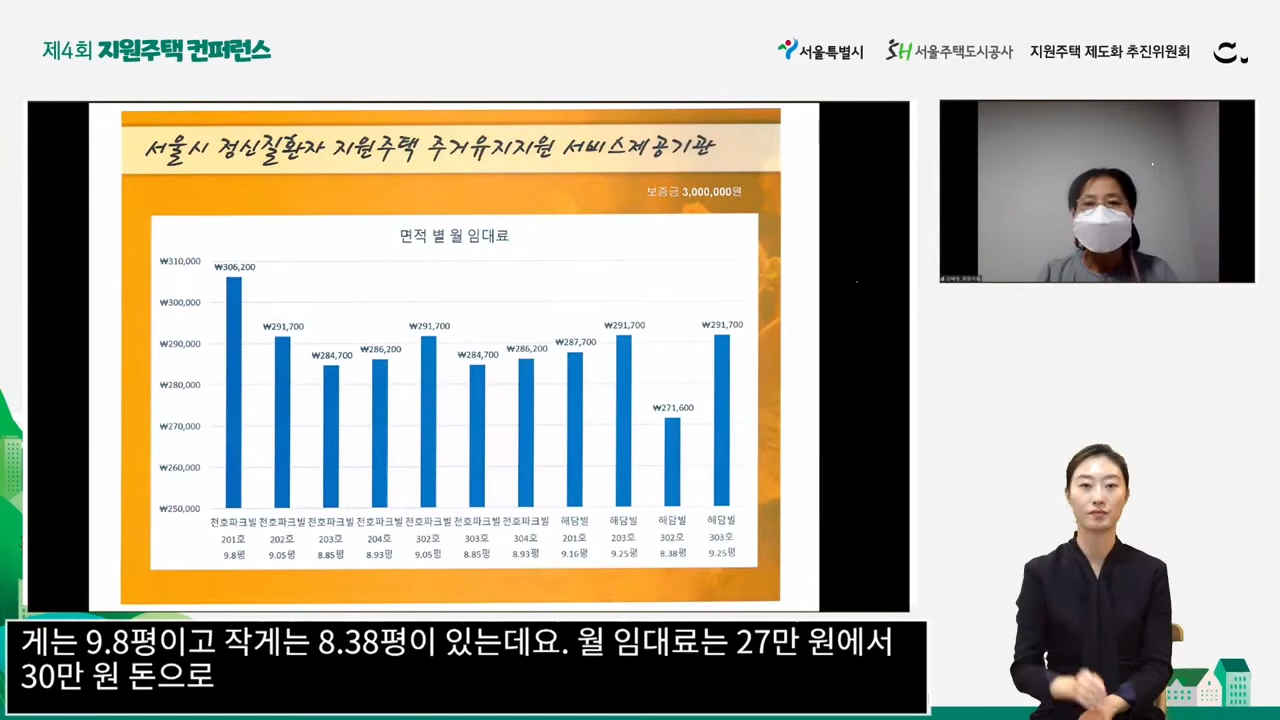 제4회 지원주택 컨퍼런스
서울특별시
SH 서울주택도시공사
지원주택 제도화 추진위원회
서울시 정신질환자 지원주택 주거유지지원 서비스제공기관
보증금 3,000,000원
면적 별 월 임대료
₩310,000
₩300,000
₩290,000
₩280,000
₩270,000
₩260,000
₩250,000
₩306,200
₩291,700
₩284,700
₩286,200
₩291,700
₩284,700
₩286,200
₩287,700
₩291,700
₩271,600
₩291,700
천호파크빌 천호파크빌 천호파크빌 천호파크빌 천호파크빌 천호파크빌 천호파크빌 해담빌 해담빌 해담빌 해담빌
201호 202호 203호 204호 302호 303호 304호 201호 203호 302호 303호
9.8평 9.05평 8.85평 8.93평 9.05평 8.85평 8.93평 9.16평 9.25평 8.38평 9.25평
게는 9.8평이고 작게는 8.38평이 있는데요. 월 임대료는 27만 원에서
30만 원 돈으로